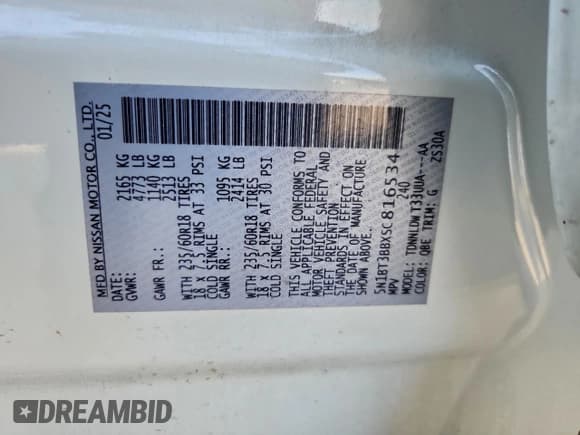 MFD. BY NISSAN MOTOR CO., LTD.
DATE: 01/25
GVWR: 2165 KG
4773 LB
GAWR FR.: 1140 KG
2513 LB
WITH 235/60R18 TIRES
18 X 7.5 RIMS AT 33 PSI
COLD SINGLE
GAWR RR.: 1095 KG
2414 LB
WITH 235/60R18 TIRES
18 X 7.5 RIMS AT 30 PSI
COLD SINGLE
THIS VEHICLE CONFORMS TO
ALL APPLICABLE FEDERAL
MOTOR VEHICLE SAFETY AND
THEFT PREVENTION
STANDARDS IN EFFECT ON
THE DATE OF MANUFACTURE
SHOWN ABOVE.
5N1BT3BBXSC816534
MPV 240
MODEL: TDNNLDWT33UUA---AA
COLOR: QBE TRIM: G ZS30A
DREAMBID